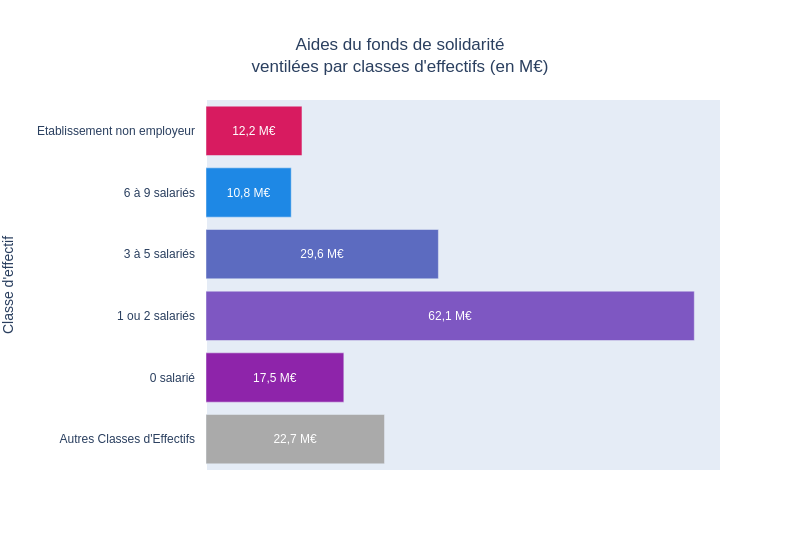 Aides du fonds de solidarité
ventilées par classes d'effectifs (en M€)
Classe d'effectif
Etablissement non employeur
12,2 M€
6 à 9 salariés
10,8 M€
3 à 5 salariés
29,6 M€
1 ou 2 salariés
62,1 M€
0 salarié
17,5 M€
Autres Classes d'Effectifs
22,7 M€